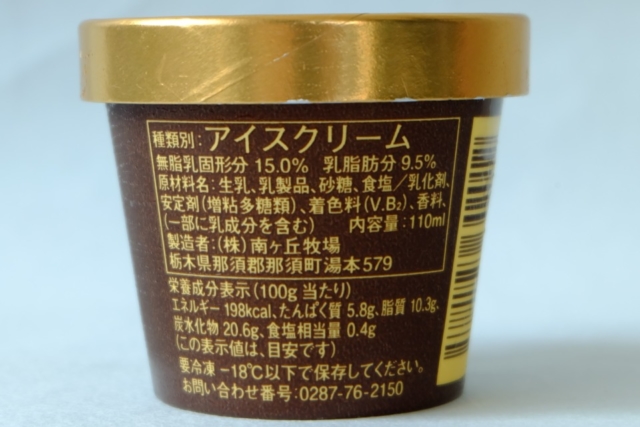 種類別: アイスクリーム
無脂乳固形分 15.0% 乳脂肪分 9.5%
原材料名: 生乳、乳製品、砂糖、食塩／乳化剤、
安定剤(増粘多糖類)、着色料(V.B₂)、香料、
(一部に乳成分を含む) 内容量:110ml
製造者:(株)南ヶ丘牧場
栃木県那須郡那須町湯本579
栄養成分表示(100g当たり)
エネルギー 198kcal、たんぱく質 5.8g、脂質 10.3g、
炭水化物 20.6g、食塩相当量 0.4g
(この表示値は、目安です)
要冷凍 -18℃以下で保存してください。
お問い合わせ番号:0287-76-2150